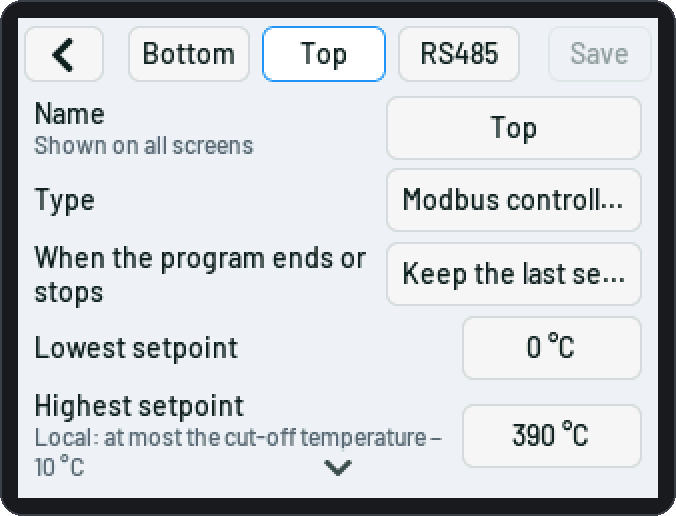 Bottom
Top
RS485
Save
Name
Shown on all screens
Top
Type
Modbus controll...
When the program ends or
stops
Keep the last se...
Lowest setpoint
0 °C
Highest setpoint
Local: at most the cut-off temperature –
10 °C
390 °C